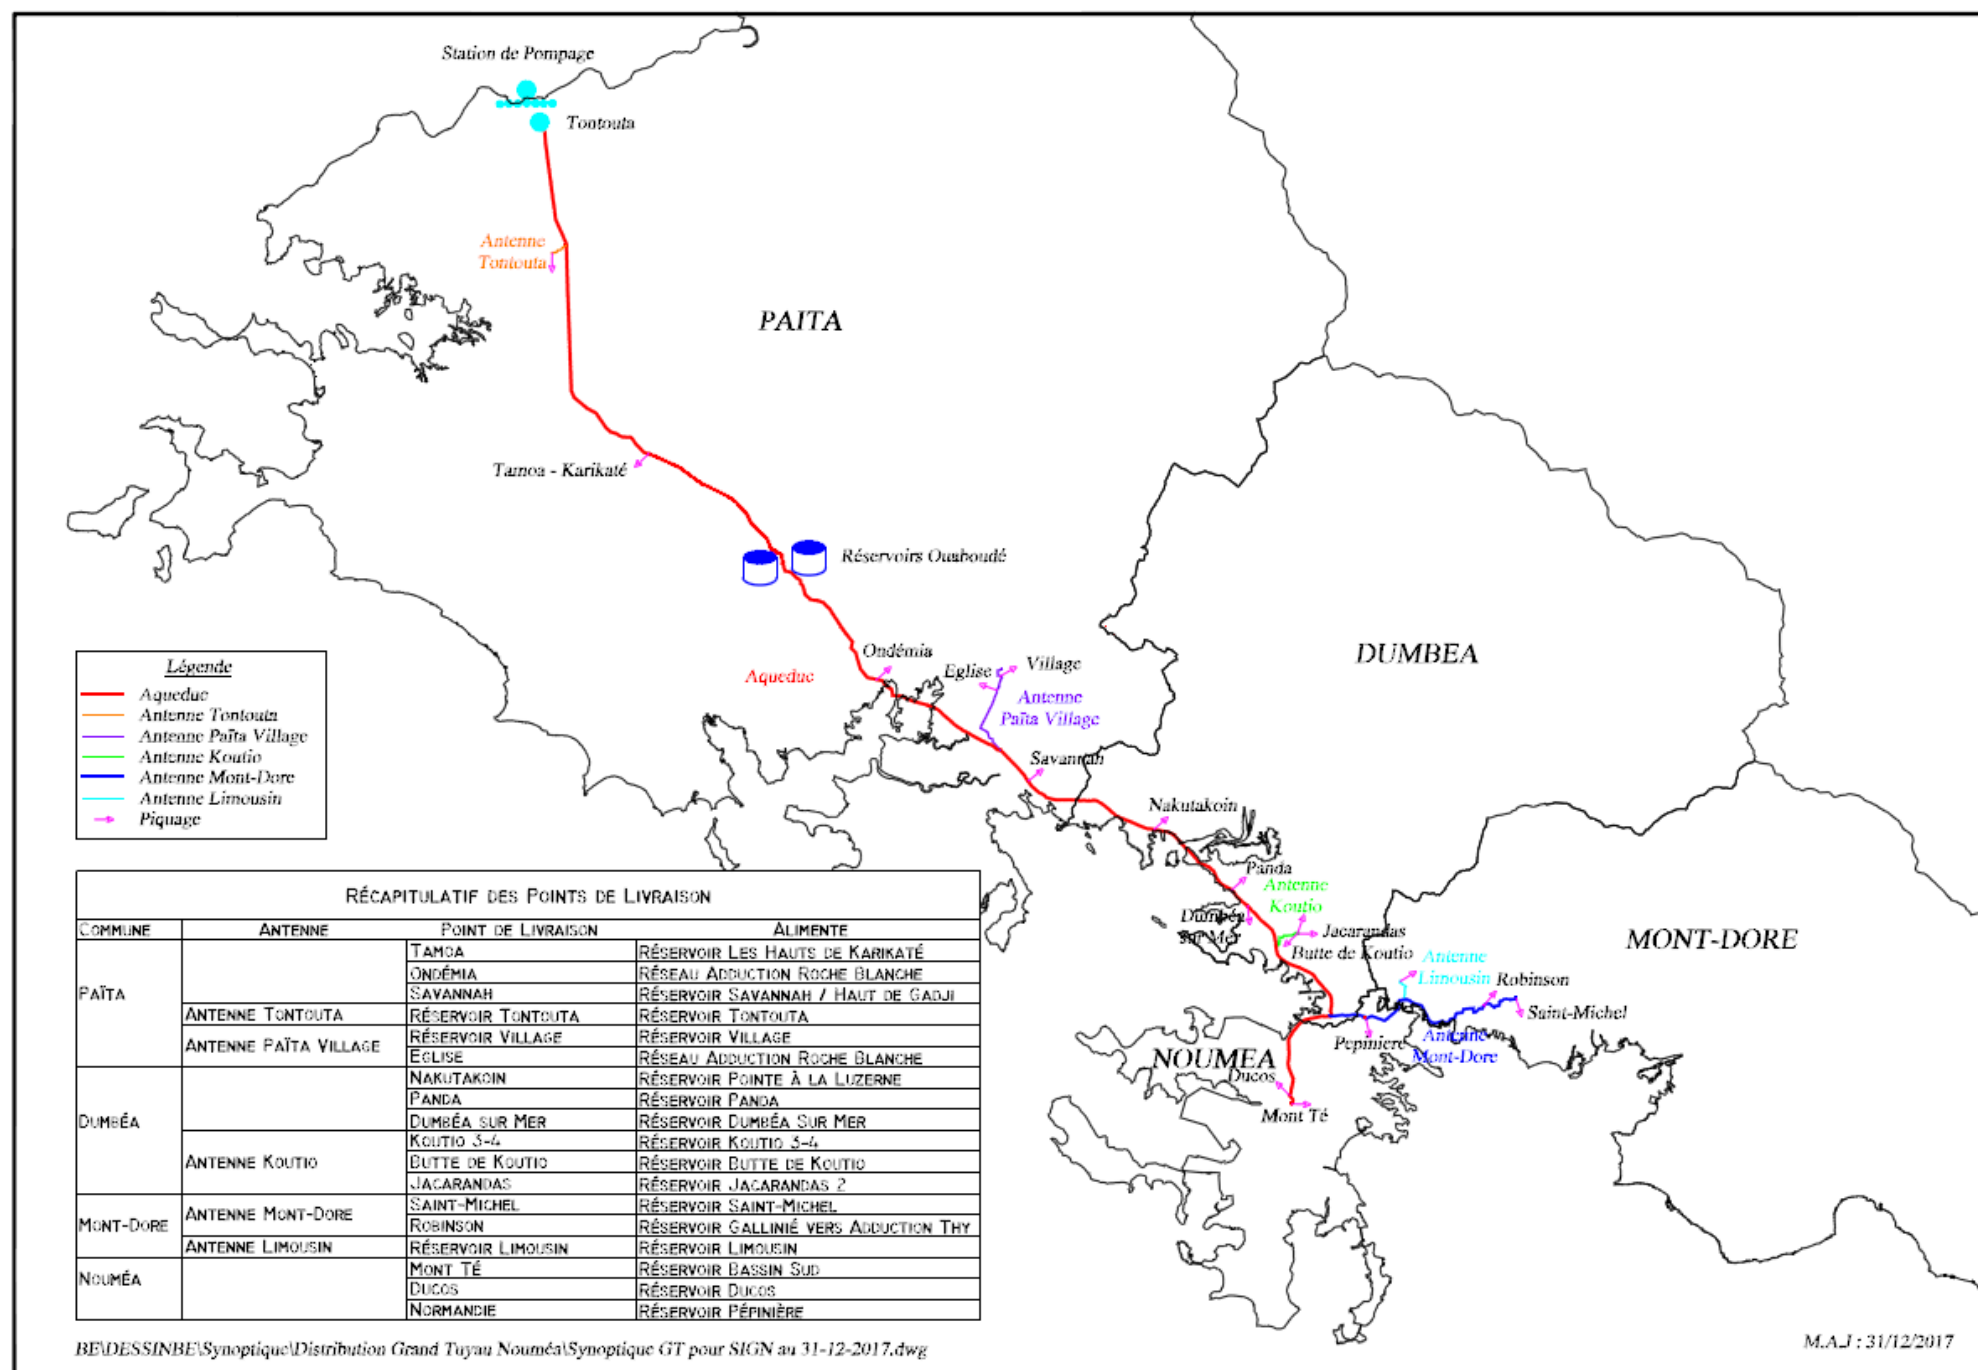 Station de Pompage
Tontouta
Antenne
Tontouta
PAITA
Tamoa - Karikaté
Réservoirs Ouaboudé
DUMBEA
Ondémia
Eglise
Village
Aqueduc
Antenne
Païta Village
Savannah
Nakutakoin
Panda
Antenne
Koutio
Dumbéa
sur Mer
Jacarandas
Butte de Koutio
MONT-DORE
Antenne
Limousin
Robinson
Saint-Michel
Pepiniere
Antenne
Mont-Dore
NOUMEA
Ducos
Mont Té
Légende
Aqueduc
Antenne Tontouta
Antenne Païta Village
Antenne Koutio
Antenne Mont-Dore
Antenne Limousin
Piquage
RÉCAPITULATIF DES POINTS DE LIVRAISON
COMMUNE ANTENNE POINT DE LIVRAISON ALIMENTE
PAÏTA TAMOA RÉSERVOIR LES HAUTS DE KARIKATÉ
ONDÉMIA RÉSEAU ADDUCTION ROCHE BLANCHE
SAVANNAH RÉSERVOIR SAVANNAH / HAUT DE GADJI
ANTENNE TONTOUTA RÉSERVOIR TONTOUTA RÉSERVOIR TONTOUTA
ANTENNE PAÏTA VILLAGE RÉSERVOIR VILLAGE RÉSERVOIR VILLAGE
EGLISE RÉSEAU ADDUCTION ROCHE BLANCHE
DUMBÉA NAKUTAKOIN RÉSERVOIR POINTE À LA LUZERNE
PANDA RÉSERVOIR PANDA
DUMBÉA SUR MER RÉSERVOIR DUMBÉA SUR MER
ANTENNE KOUTIO KOUTIO 3-4 RÉSERVOIR KOUTIO 3-4
BUTTE DE KOUTIO RÉSERVOIR BUTTE DE KOUTIO
JACARANDAS RÉSERVOIR JACARANDAS 2
MONT-DORE ANTENNE MONT-DORE SAINT-MICHEL RÉSERVOIR SAINT-MICHEL
ROBINSON RÉSERVOIR GALLINIÉ VERS ADDUCTION THY
ANTENNE LIMOUSIN RÉSERVOIR LIMOUSIN RÉSERVOIR LIMOUSIN
NOUMÉA MONT TÉ RÉSERVOIR BASSIN SUD
DUCOS RÉSERVOIR DUCOS
NORMANDIE RÉSERVOIR PÉPINIÈRE
BE\DESSINBE\Synoptique\Distribution Grand Tuyau Nouméa\Synoptique GT pour SIGN au 31-12-2017.dwg
M.A.J : 31/12/2017